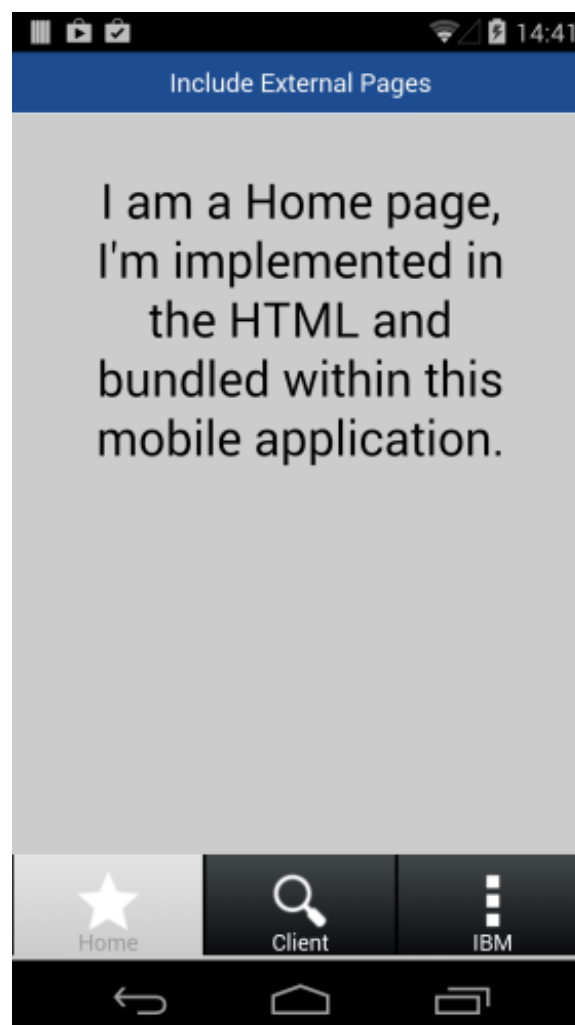 14:41
Include External Pages
I am a Home page,
I'm implemented in
the HTML and
bundled within this
mobile application.
Home
Client
IBM